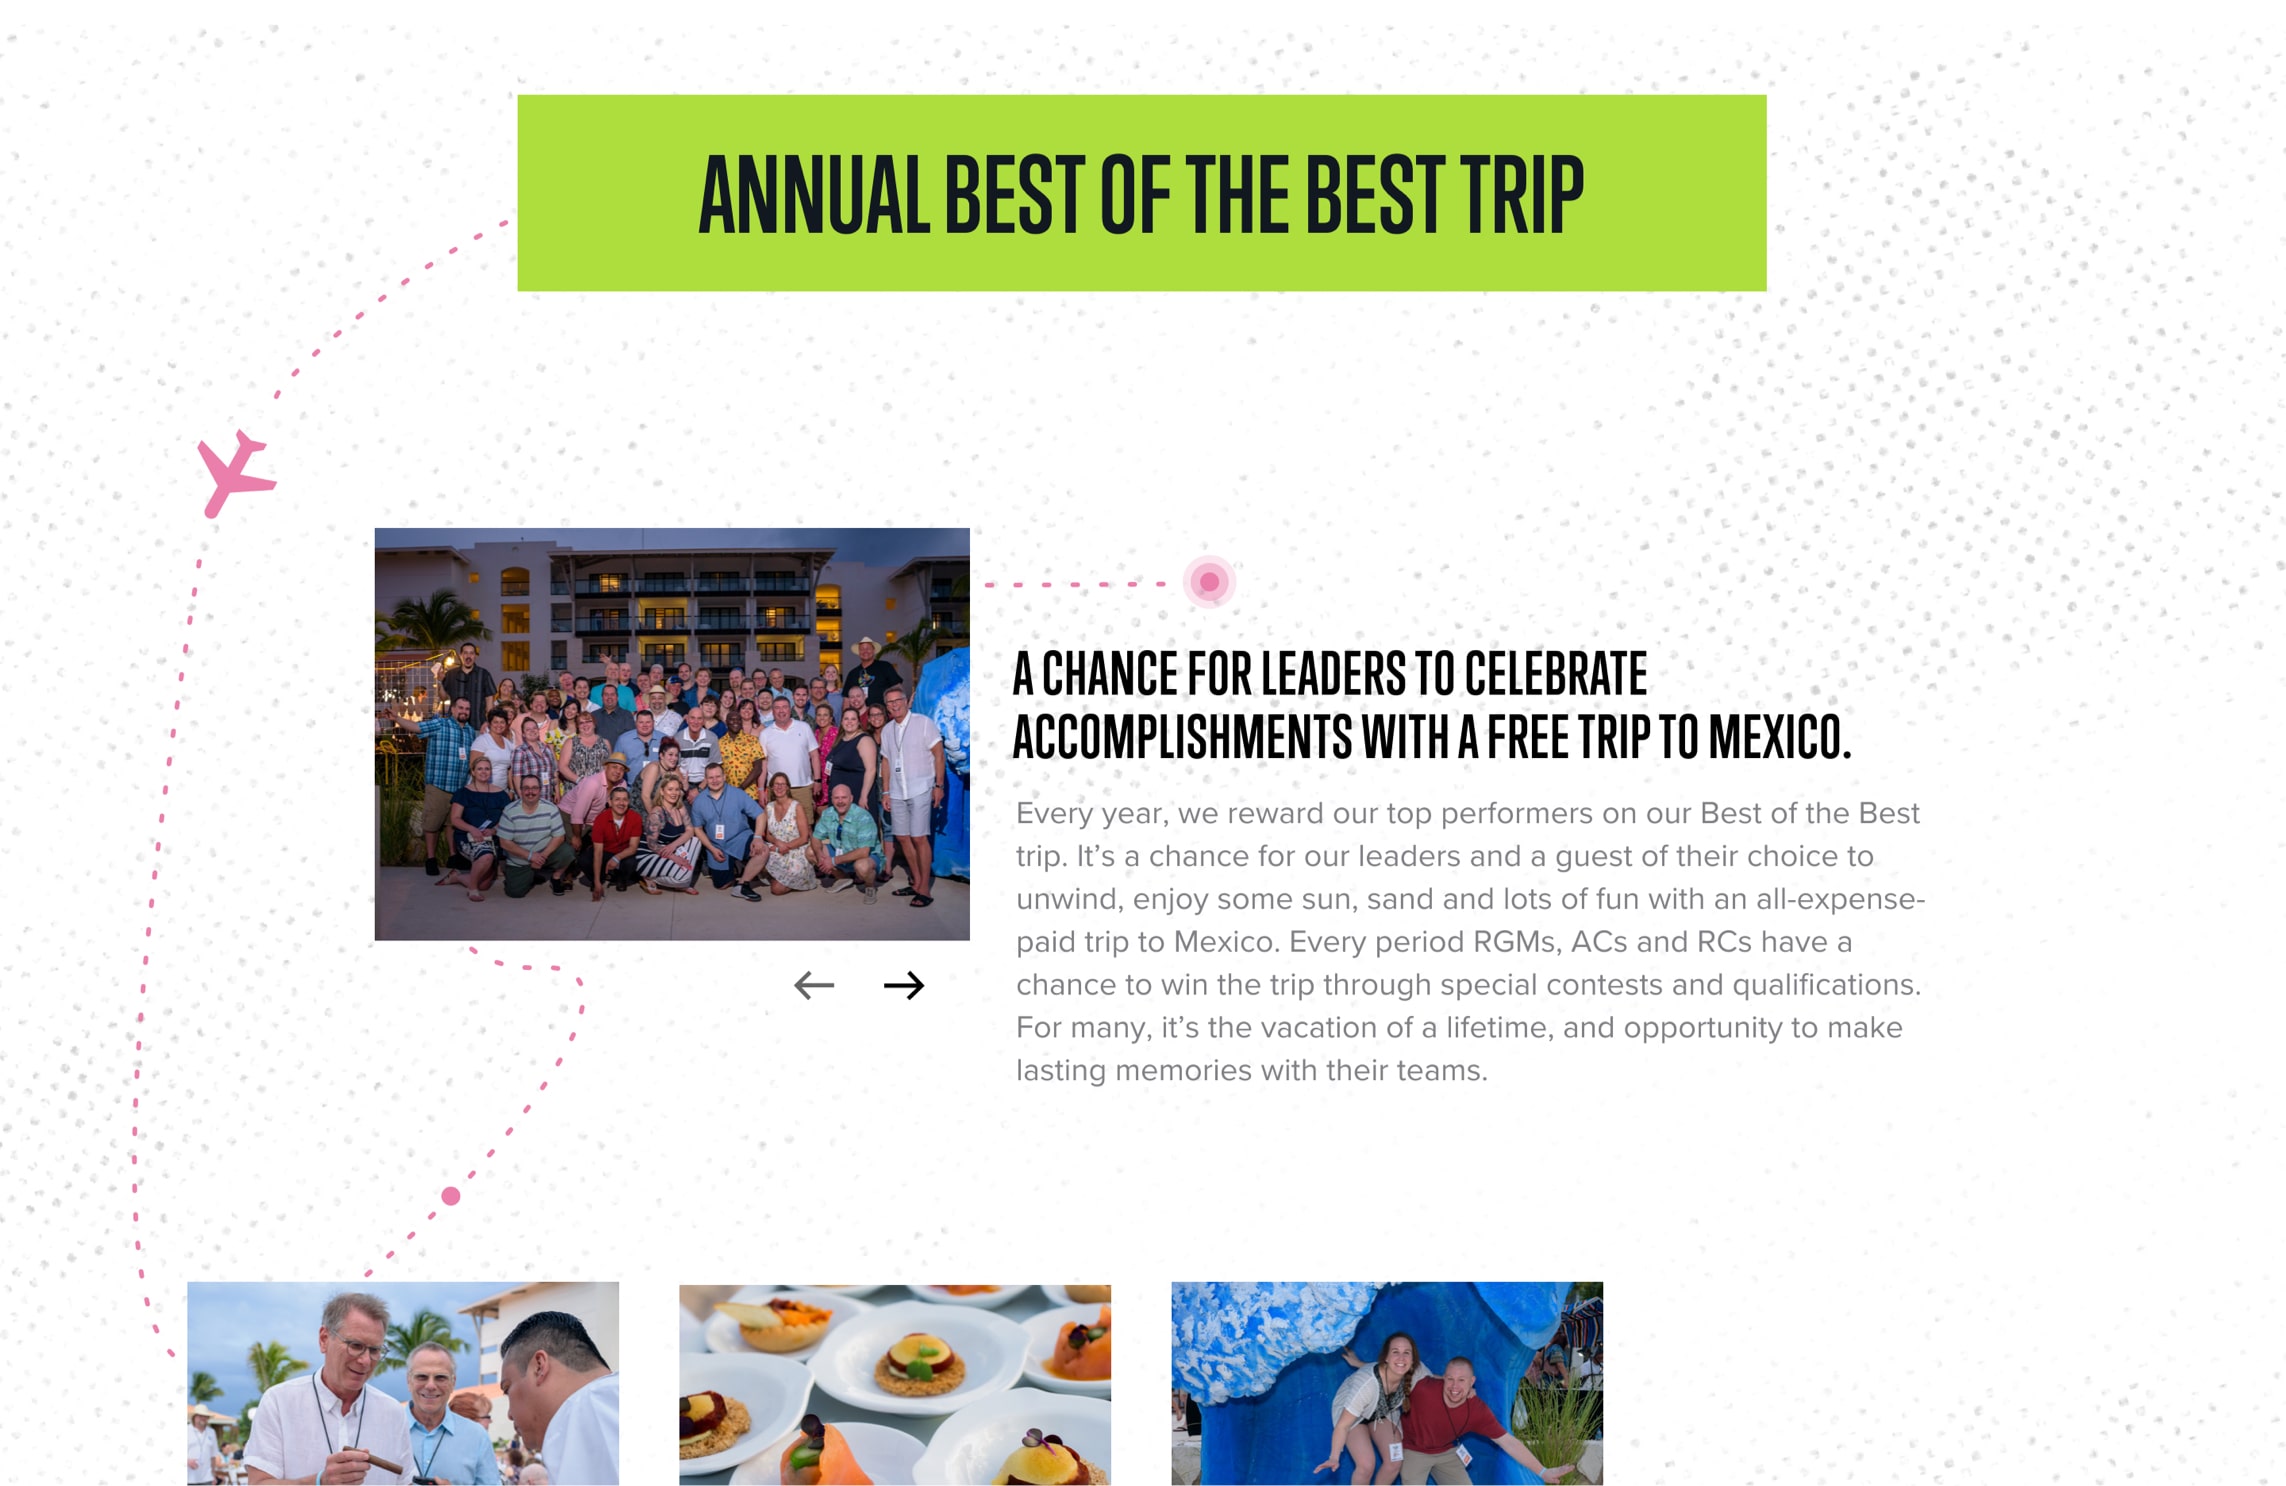 ANNUAL BEST OF THE BEST TRIP
A CHANCE FOR LEADERS TO CELEBRATE
ACCOMPLISHMENTS WITH A FREE TRIP TO MEXICO.
Every year, we reward our top performers on our Best of the Best
trip. It’s a chance for our leaders and a guest of their choice to
unwind, enjoy some sun, sand and lots of fun with an all-expense-
paid trip to Mexico. Every period RGMs, ACs and RCs have a
chance to win the trip through special contests and qualifications.
For many, it’s the vacation of a lifetime, and opportunity to make
lasting memories with their teams.